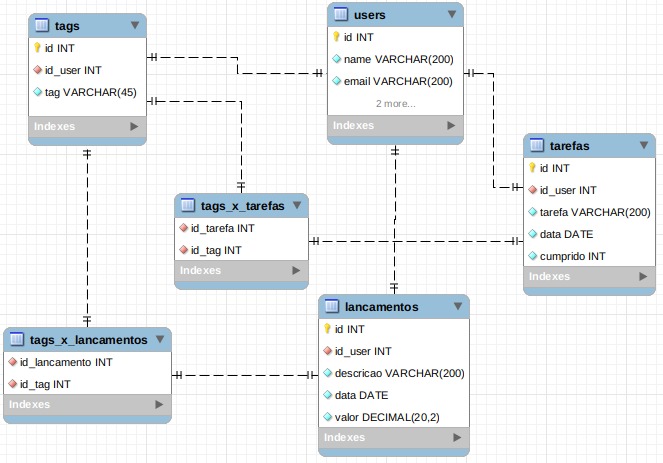 tags
id INT
id_user INT
tag VARCHAR(45)
Indexes
users
id INT
name VARCHAR(200)
email VARCHAR(200)
2 more...
Indexes
tarefas
id INT
id_user INT
tarefa VARCHAR(200)
data DATE
cumprido INT
Indexes
tags_x_tarefas
id_tarefa INT
id_tag INT
Indexes
lancamentos
id INT
id_user INT
descricao VARCHAR(200)
data DATE
valor DECIMAL(20,2)
Indexes
tags_x_lancamentos
id_lancamento INT
id_tag INT
Indexes